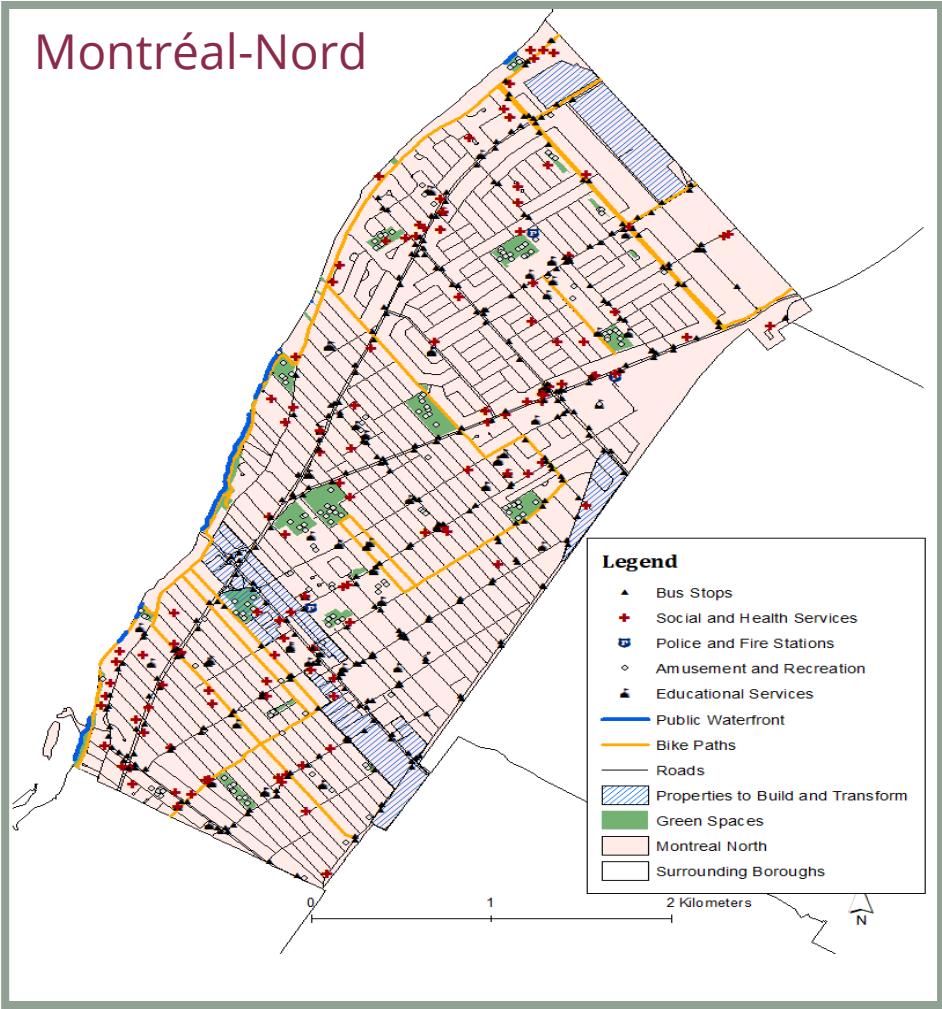 Montréal-Nord
Legend
Bus Stops
Social and Health Services
Police and Fire Stations
Amusement and Recreation
Educational Services
Public Waterfront
Bike Paths
Roads
Properties to Build and Transform
Green Spaces
Montreal North
Surrounding Boroughs
0 1 2 Kilometers
N